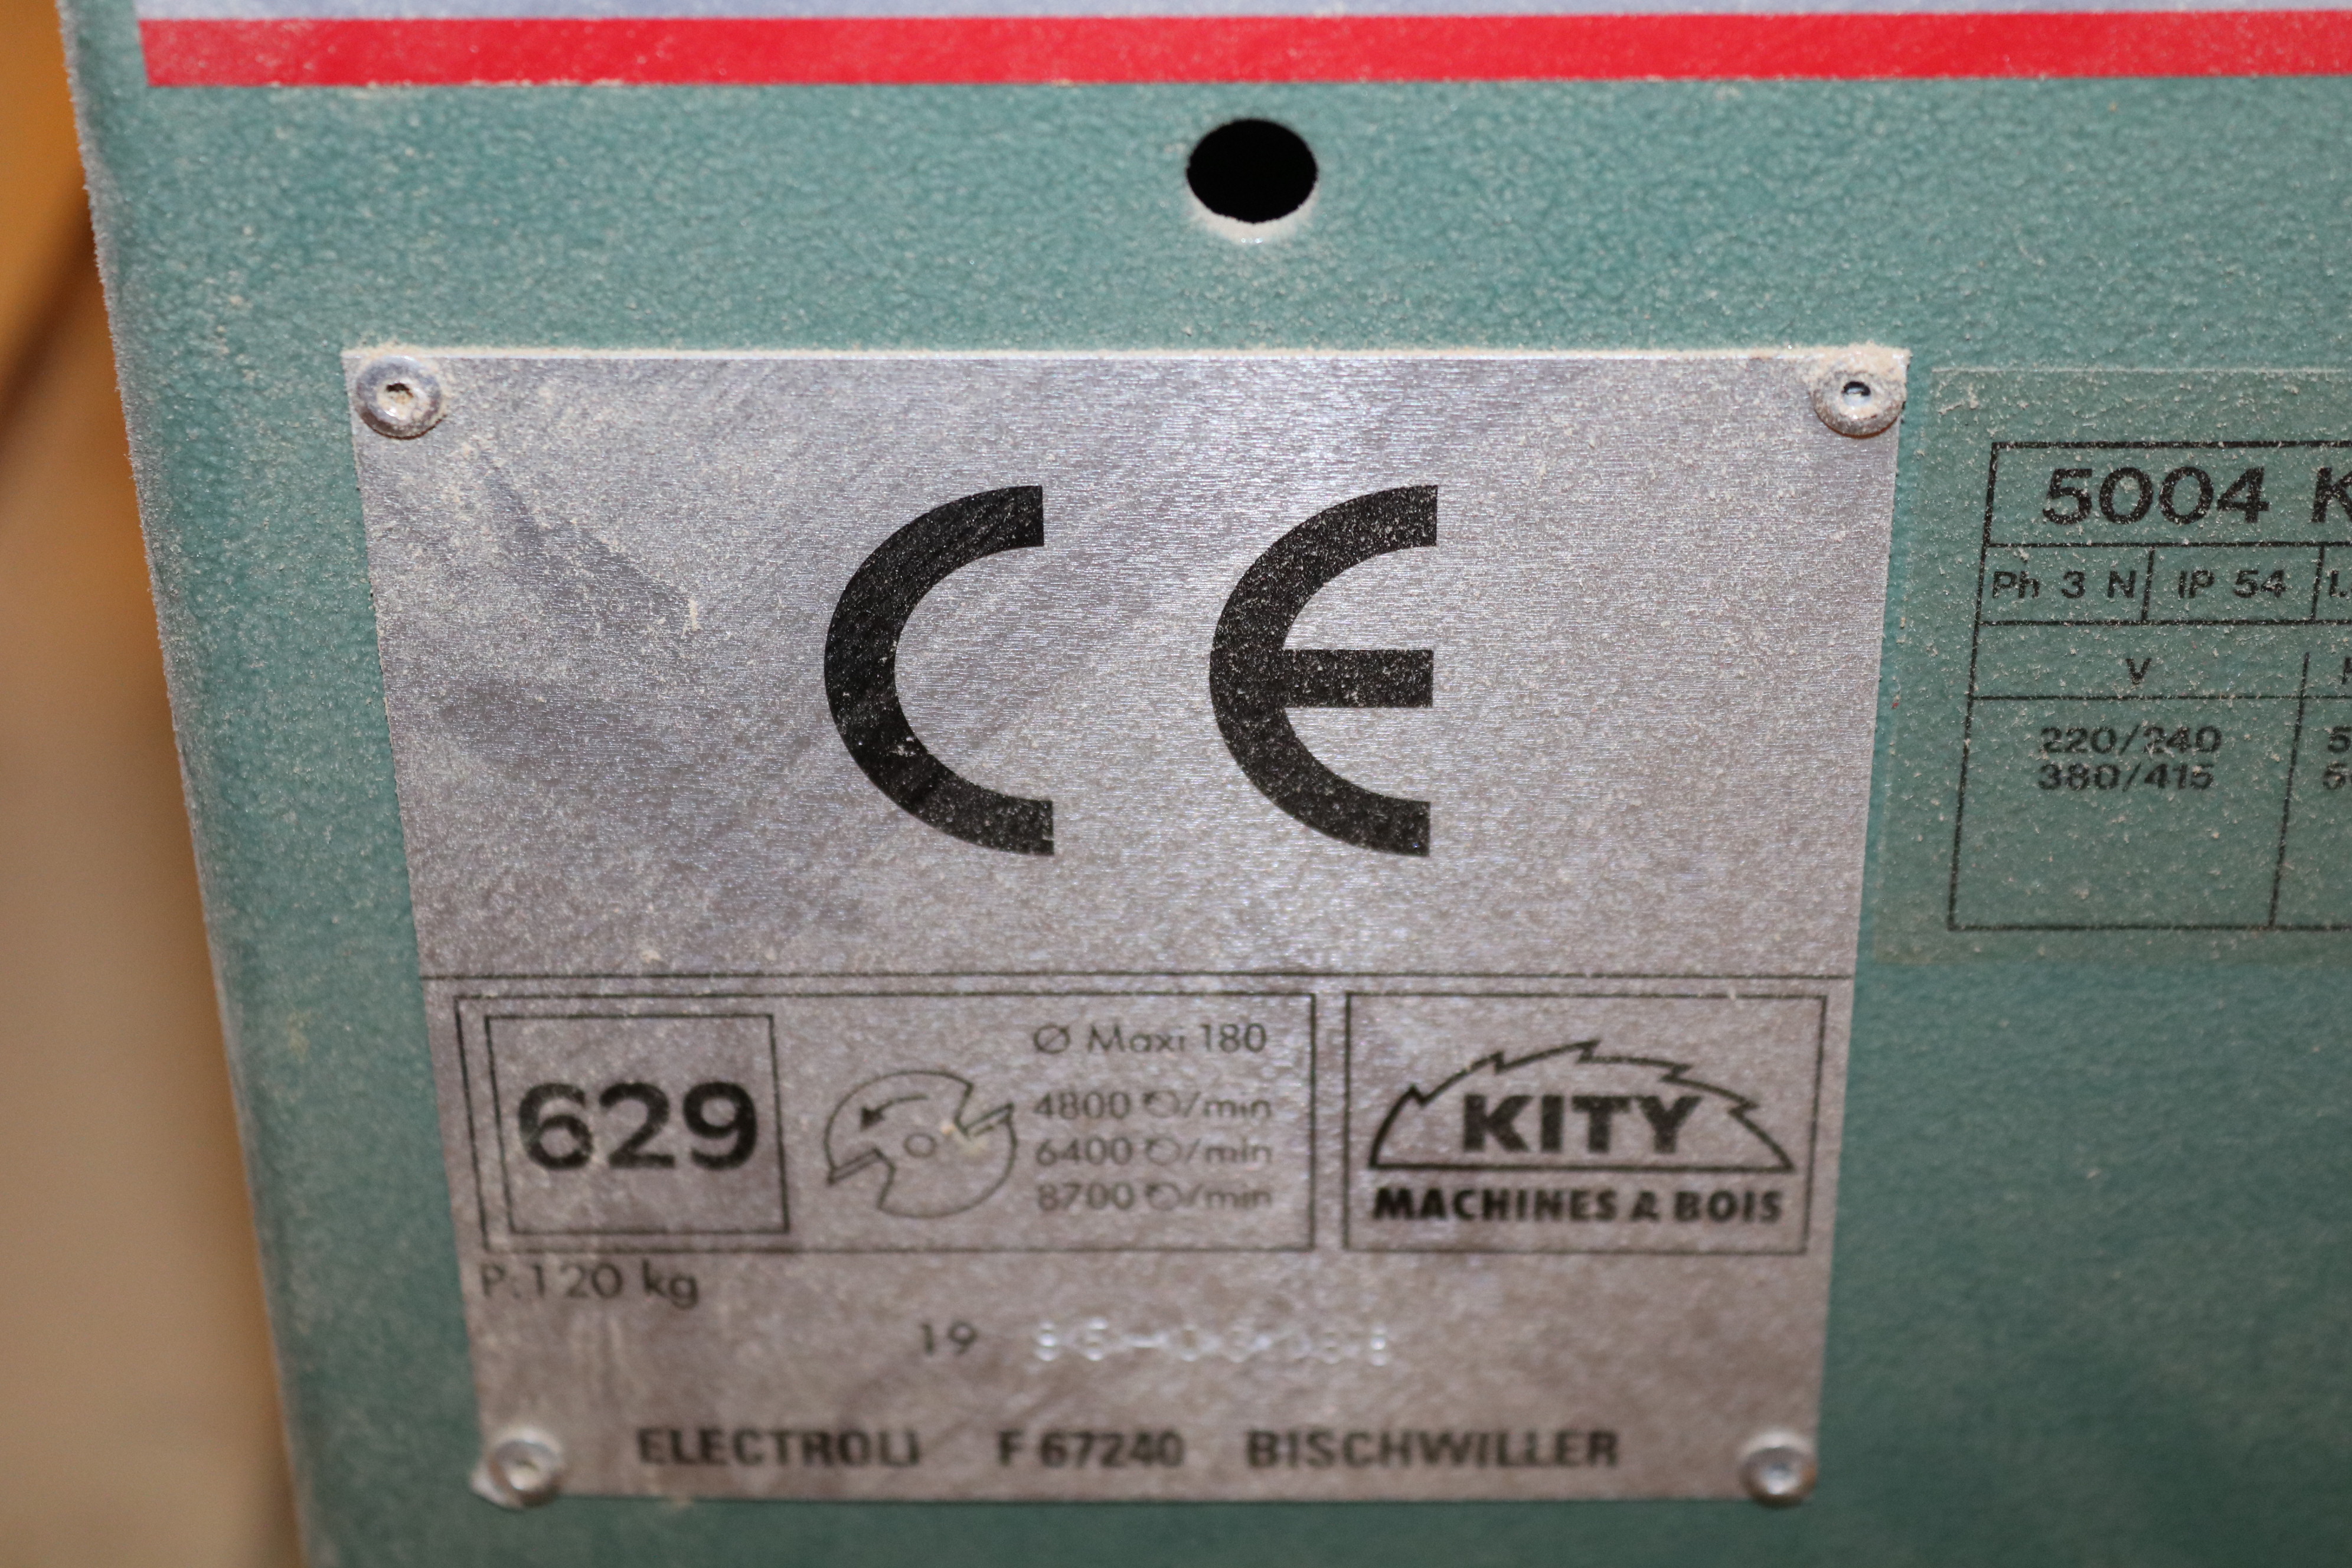 CE
629
Ø Maxi 180
4800 /min
6400 /min
8700 /min
KITY
MACHINES A BOIS
P.120 kg
19
ELECTROLI F 67240 BISCHWILLER
5004 K
Ph 3 N IP 54
V
220/240
380/415